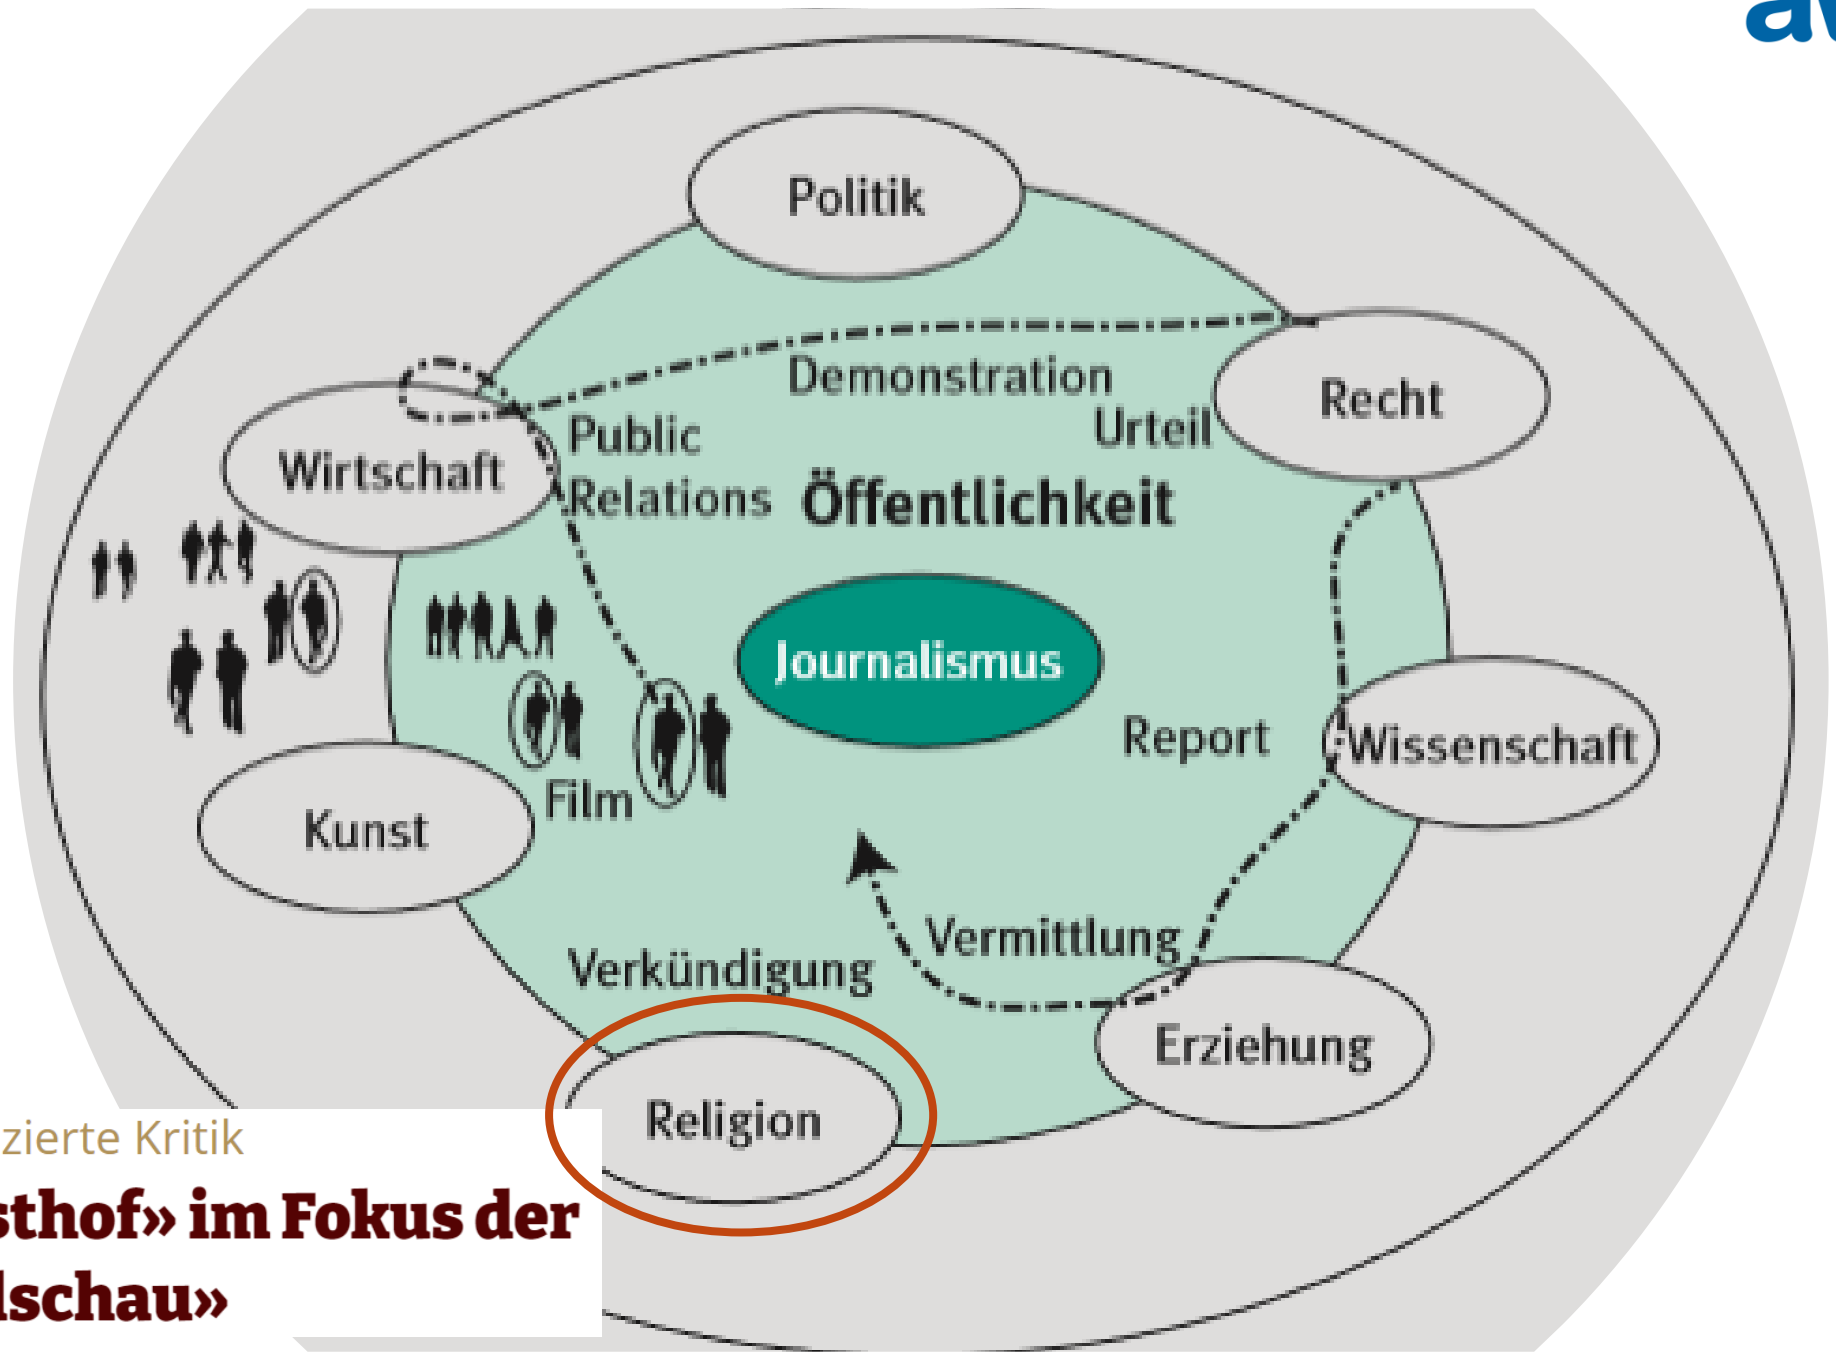 Politik
Demonstration
Recht
Urteil
Public
Relations
Wirtschaft
Öffentlichkeit
Journalismus
Report
Wissenschaft
Film
Kunst
Vermittlung
Verkündigung
Erziehung
Religion
zierte Kritik
sthof» im Fokus der
lschau»